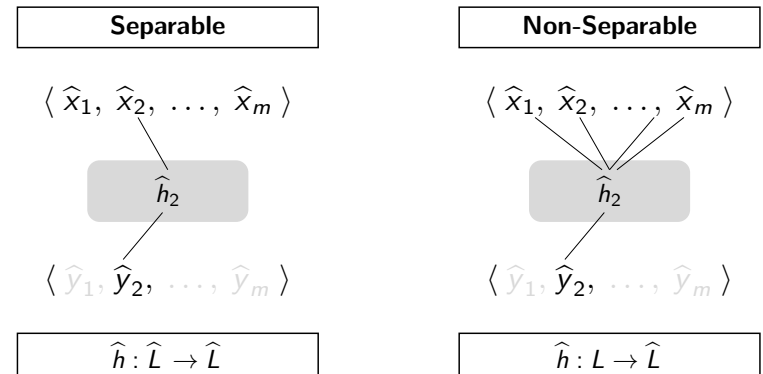 Separable
⟨ x̂₁, x̂₂, …, x̂ₘ ⟩
ĥ₂
⟨ ŷ₁, ŷ₂, …, ŷₘ ⟩
ĥ : L̂ → L̂
Non-Separable
⟨ x̂₁, x̂₂, …, x̂ₘ ⟩
ĥ₂
⟨ ŷ₁, ŷ₂, …, ŷₘ ⟩
ĥ : L → L̂